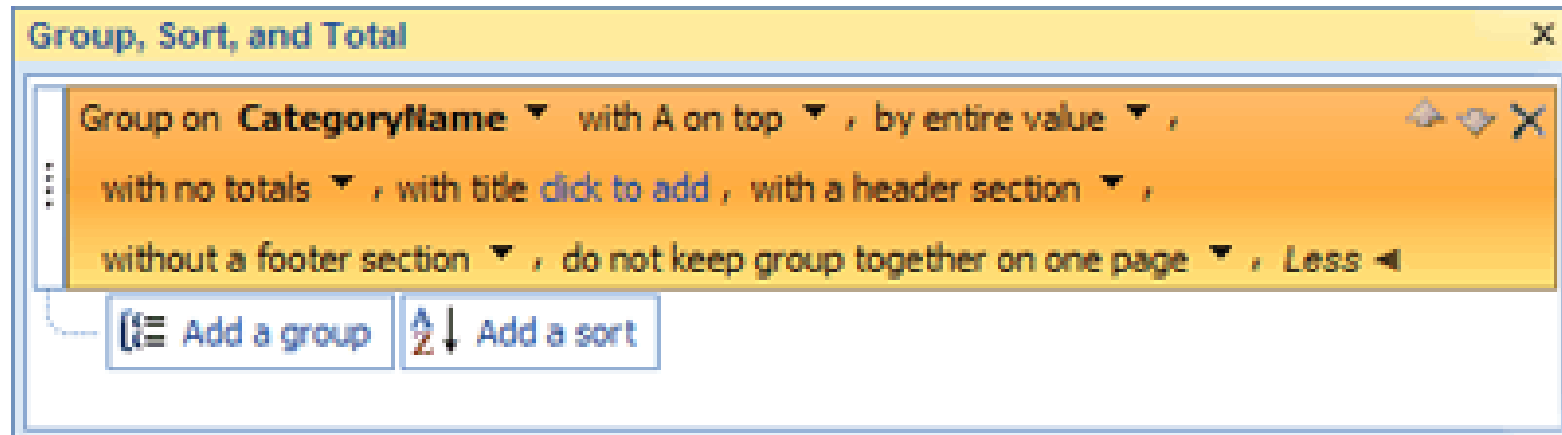 Group, Sort, and Total
Group on CategoryName with A on top , by entire value ,
with no totals , with title click to add , with a header section ,
without a footer section , do not keep group together on one page , Less
Add a group Add a sort